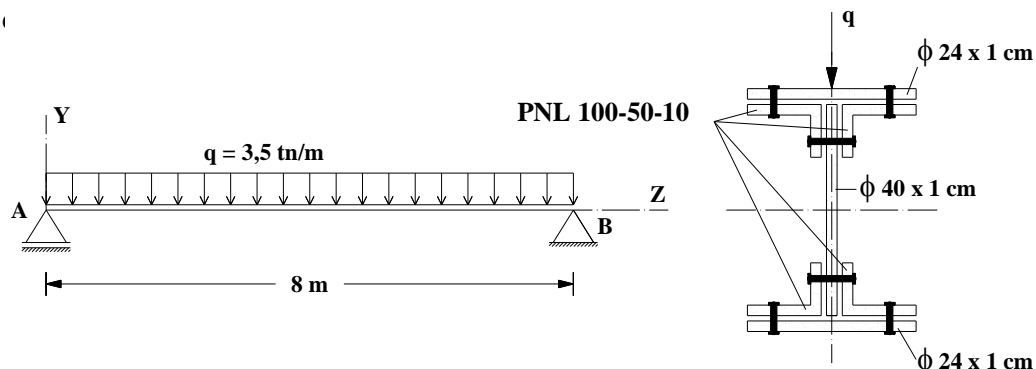 q
ϕ 24 x 1 cm
PNL 100-50-10
Y
q = 3,5 tn/m
A
Z
B
ϕ 40 x 1 cm
8 m
ϕ 24 x 1 cm